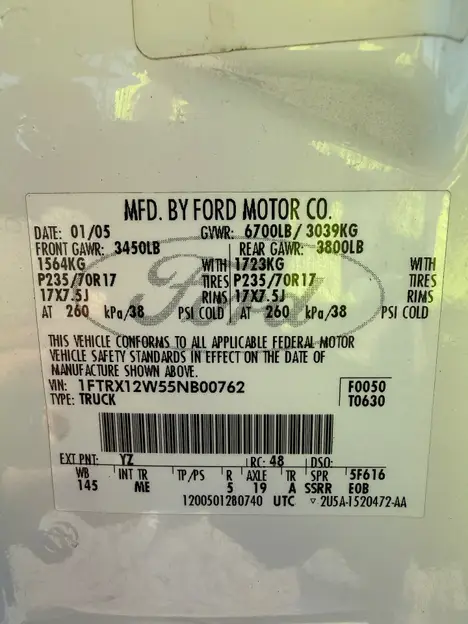 MFD. BY FORD MOTOR CO.
DATE: 01/05 GVWR: 6700LB/ 3039KG
FRONT GAWR: 3450LB REAR GAWR: 3800LB
1564KG WITH 1723KG WITH
P235/70R17 TIRES P235/70R17 TIRES
17X7.5J RIMS 17X7.5J RIMS
AT 260 kPa/38 PSI COLD AT 260 kPa/38 PSI COLD
Ford
THIS VEHICLE CONFORMS TO ALL APPLICABLE FEDERAL MOTOR
VEHICLE SAFETY STANDARDS IN EFFECT ON THE DATE OF
MANUFACTURE SHOWN ABOVE.
VIN: 1FTRX12W55NB00762 F0050
TYPE: TRUCK T0630
EXT PNT: YZ RC: 48 DSO:
WB INT TR TP/PS R AXLE TR SPR 5F616
145 ME 5 19 A SSRR EOB
1200501280740 UTC 2U5A-1520472-AA